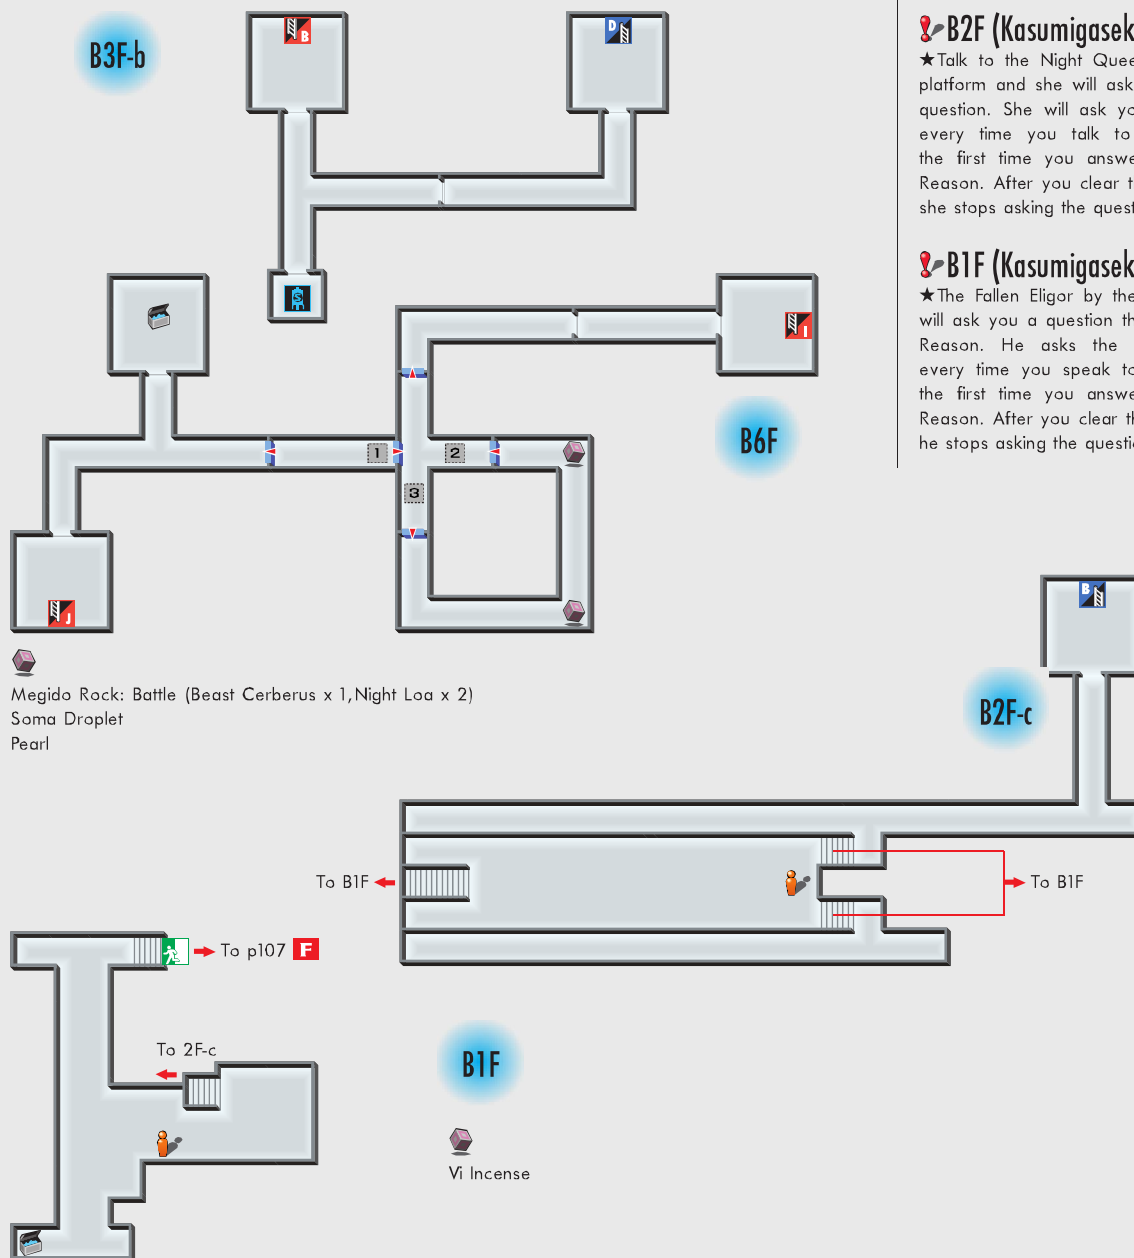 B3F-b
B
D
S
I
B6F
1
2
3
J
Megido Rock: Battle (Beast Cerberus x 1,Night Loa x 2)
Soma Droplet
Pearl
B2F (Kasumigasek
★Talk to the Night Quee
platform and she will ask
question. She will ask yo
every time you talk to
the first time you answe
Reason. After you clear t
she stops asking the quest
B1F (Kasumigasek
★The Fallen Eligor by the
will ask you a question th
Reason. He asks the
every time you speak to
the first time you answe
Reason. After you clear th
he stops asking the questi
B
B2F-c
To B1F
To B1F
To p107 F
To 2F-c
B1F
Vi Incense